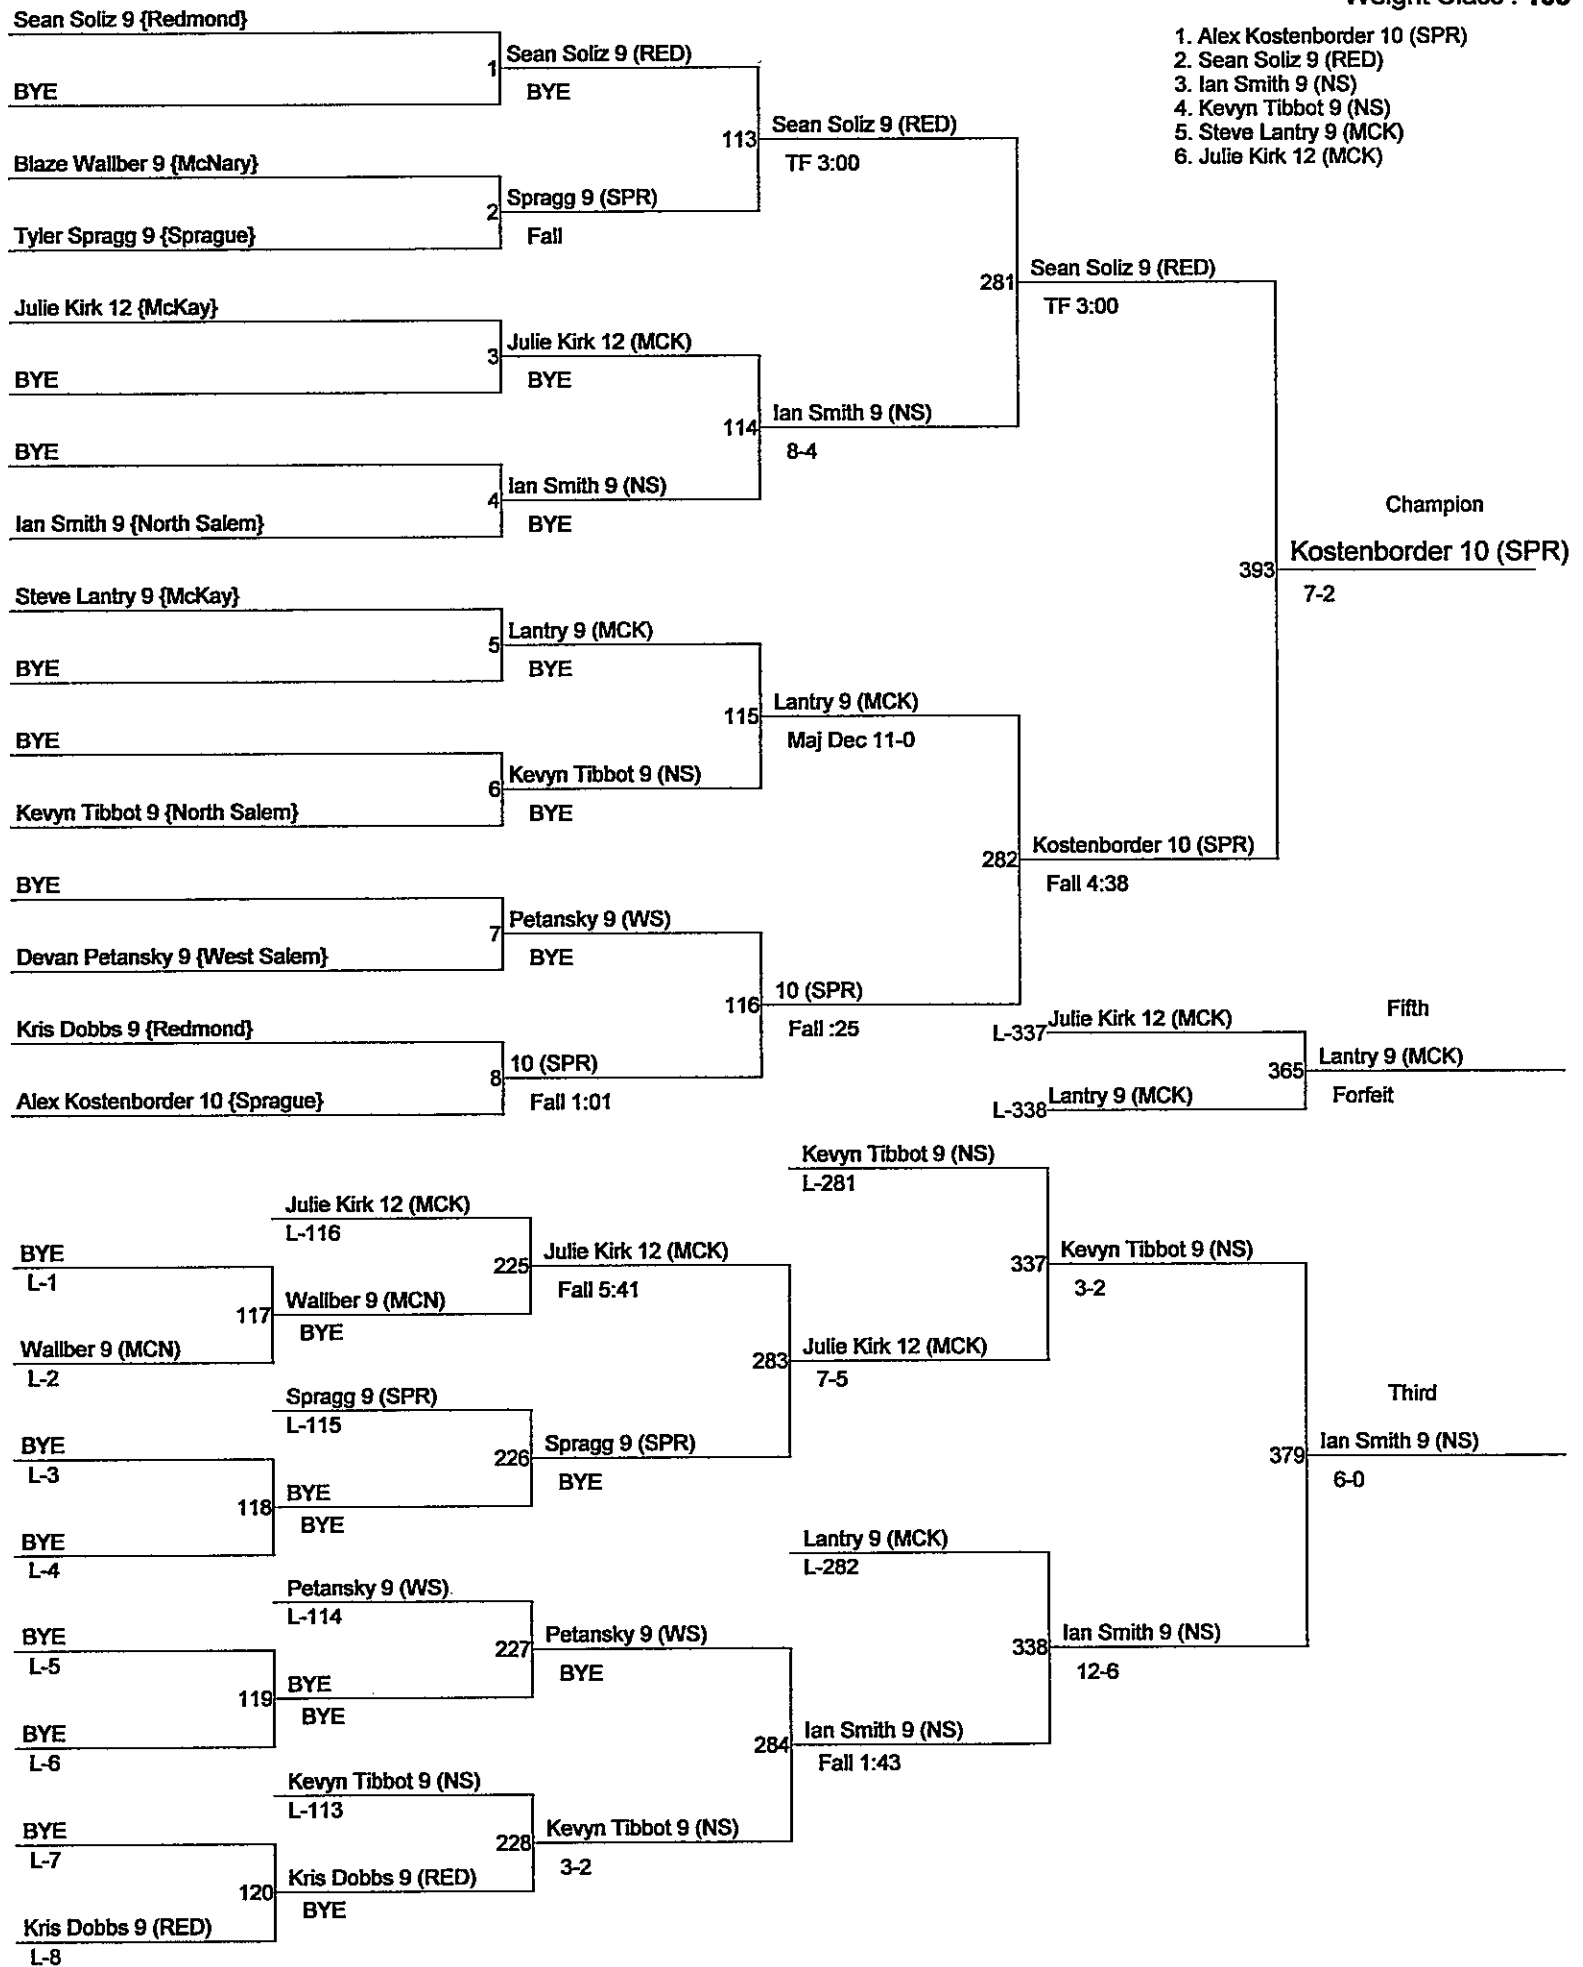 Sean Soliz 9 {Redmond}
1
Sean Soliz 9 (RED)
BYE
BYE
113
Sean Soliz 9 (RED)
TF 3:00
Blaze Wallber 9 {McNary}
2
Spragg 9 (SPR)
Tyler Spragg 9 {Sprague}
Fall
281
Sean Soliz 9 (RED)
TF 3:00
Julie Kirk 12 {McKay}
3
Julie Kirk 12 (MCK)
BYE
BYE
114
Ian Smith 9 (NS)
8-4
BYE
4
Ian Smith 9 (NS)
Ian Smith 9 {North Salem}
BYE
1. Alex Kostenborder 10 (SPR)
2. Sean Soliz 9 (RED)
3. Ian Smith 9 (NS)
4. Kevyn Tibbot 9 (NS)
5. Steve Lantry 9 (MCK)
6. Julie Kirk 12 (MCK)
Champion
393
Kostenborder 10 (SPR)
7-2
Steve Lantry 9 {McKay}
5
Lantry 9 (MCK)
BYE
BYE
115
Lantry 9 (MCK)
Maj Dec 11-0
BYE
6
Kevyn Tibbot 9 (NS)
Kevyn Tibbot 9 {North Salem}
BYE
282
Kostenborder 10 (SPR)
Fall 4:38
BYE
7
Petansky 9 (WS)
Devan Petansky 9 {West Salem}
BYE
116
10 (SPR)
Fall :25
Kris Dobbs 9 {Redmond}
8
10 (SPR)
Alex Kostenborder 10 {Sprague}
Fall 1:01
Fifth
L-337
Julie Kirk 12 (MCK)
365
Lantry 9 (MCK)
Forfeit
L-338
Lantry 9 (MCK)
Kevyn Tibbot 9 (NS)
L-281
Julie Kirk 12 (MCK)
L-116
BYE
L-1
225
Julie Kirk 12 (MCK)
Fall 5:41
337
Kevyn Tibbot 9 (NS)
3-2
117
Wallber 9 (MCN)
BYE
Wallber 9 (MCN)
L-2
283
Julie Kirk 12 (MCK)
7-5
Spragg 9 (SPR)
L-115
BYE
L-3
226
Spragg 9 (SPR)
BYE
118
BYE
BYE
BYE
L-4
Third
379
Ian Smith 9 (NS)
6-0
Lantry 9 (MCK)
L-282
Petansky 9 (WS)
L-114
BYE
L-5
227
Petansky 9 (WS)
BYE
338
Ian Smith 9 (NS)
12-6
119
BYE
BYE
BYE
L-6
284
Ian Smith 9 (NS)
Fall 1:43
Kevyn Tibbot 9 (NS)
L-113
BYE
L-7
228
Kevyn Tibbot 9 (NS)
3-2
120
Kris Dobbs 9 (RED)
BYE
Kris Dobbs 9 (RED)
L-8